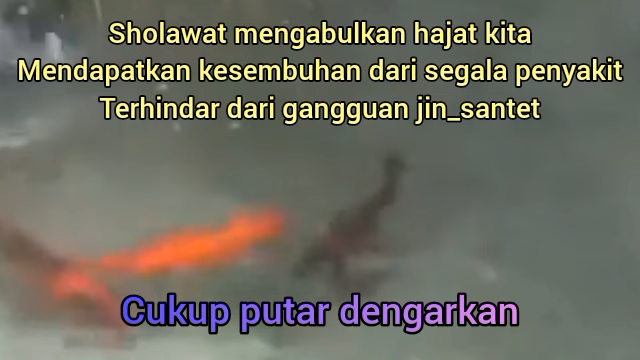 Sholawat mengabulkan hajat kita
Mendapatkan kesembuhan dari segala penyakit
Terhindar dari gangguan jin_santet
Cukup putar dengarkan